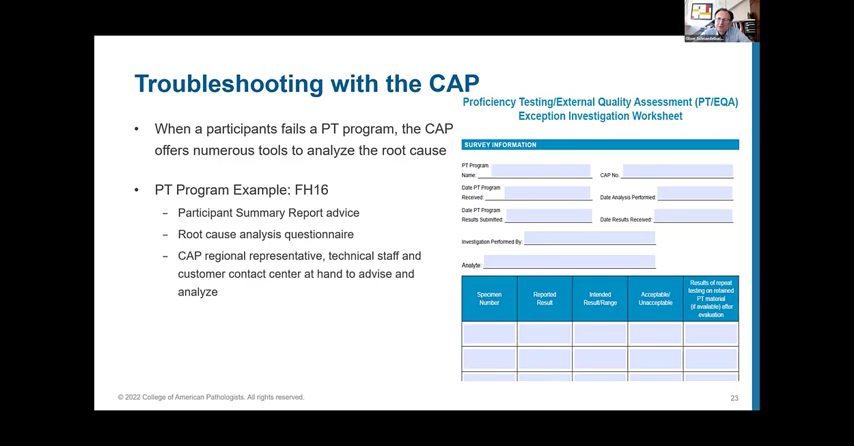 Troubleshooting with the CAP
• When a participants fails a PT program, the CAP
offers numerous tools to analyze the root cause
• PT Program Example: FH16
– Participant Summary Report advice
– Root cause analysis questionnaire
– CAP regional representative, technical staff and
customer contact center at hand to advise and
analyze
Proficiency Testing/External Quality Assessment (PT/EQA)
Exception Investigation Worksheet
SURVEY INFORMATION
PT Program
Name:
CAP No.
Date PT Program
Received:
Date Analysis Performed:
Date PT Program
Results Submitted:
Date Results Received:
Investigation Performed By:
Analyte:
Specimen
Number
Reported
Result
Intended
Result/Range
Acceptable/
Unacceptable
Results of repeat
testing on retained
PT material
(if available) after
evaluation
© 2022 College of American Pathologists. All rights reserved.
23